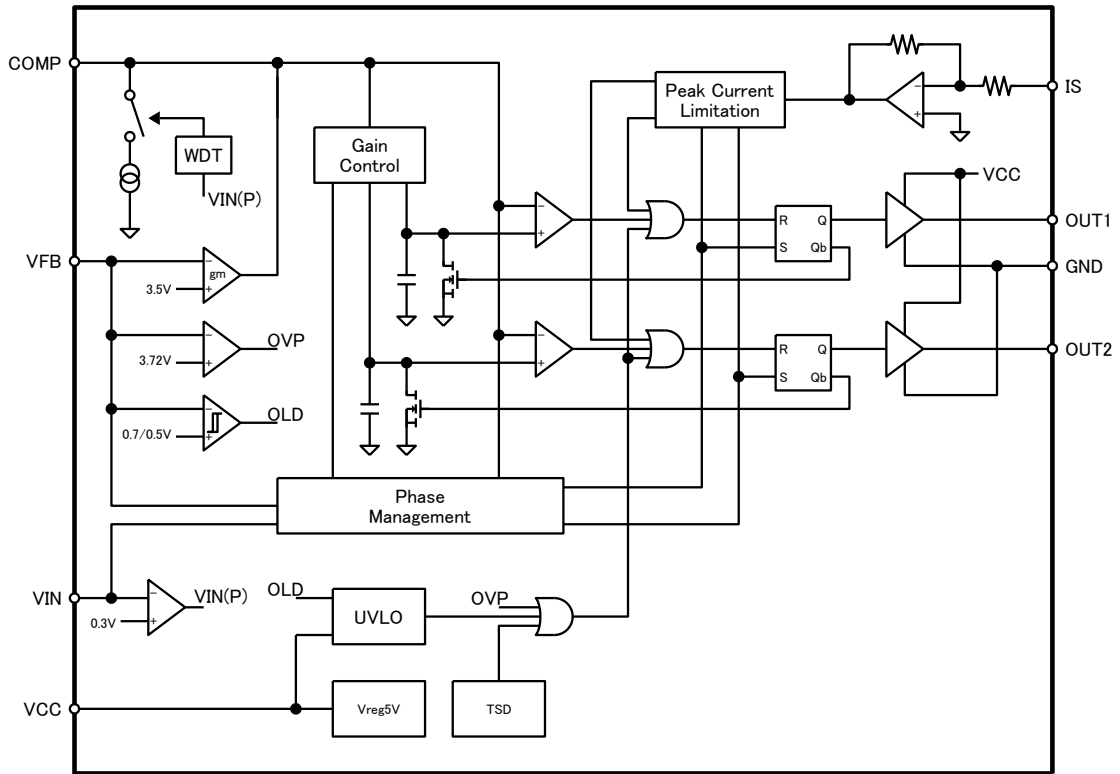 COMP
IS
Peak Current
Limitation
-
+
Gain
Control
WDT
VIN(P)
VCC
-
+
R Q
S Qb
OUT1
VFB
-
gm
+
3.5V
GND
-
+
3.72V
OVP
-
+
R Q
S Qb
OUT2
-
+
0.7/0.5V
OLD
Phase
Management
VIN
-
+
0.3V
VIN(P)
OLD
UVLO
OVP
VCC
Vreg5V
TSD